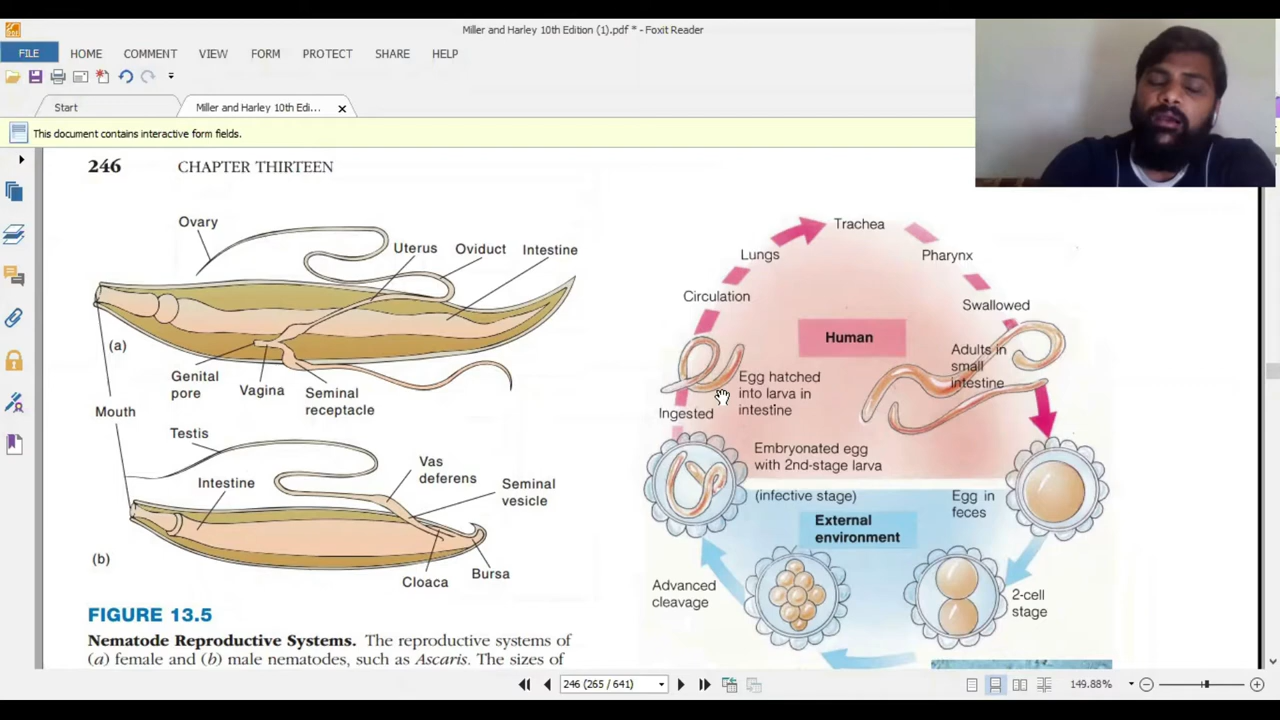 Miller and Harley 10th Edition (1).pdf * - Foxit Reader
FILE
HOME
COMMENT
VIEW
FORM
PROTECT
SHARE
HELP
Start
Miller and Harley 10th Edi...
This document contains interactive form fields.
246
CHAPTER THIRTEEN
Ovary
Uterus
Oviduct
Intestine
(a)
Genital
pore
Vagina
Seminal
receptacle
Mouth
Testis
Intestine
Vas
deferens
Seminal
vesicle
(b)
Cloaca
Bursa
FIGURE 13.5
Nematode Reproductive Systems. The reproductive systems of
(a) female and (b) male nematodes, such as Ascaris. The sizes of
Trachea
Lungs
Pharynx
Circulation
Swallowed
Human
Adults in
small
intestine
Egg hatched
into larva in
intestine
Ingested
Embryonated egg
with 2nd-stage larva
(infective stage)
Egg in
feces
External
environment
Advanced
cleavage
2-cell
stage
246 (265 / 641)
149.88%